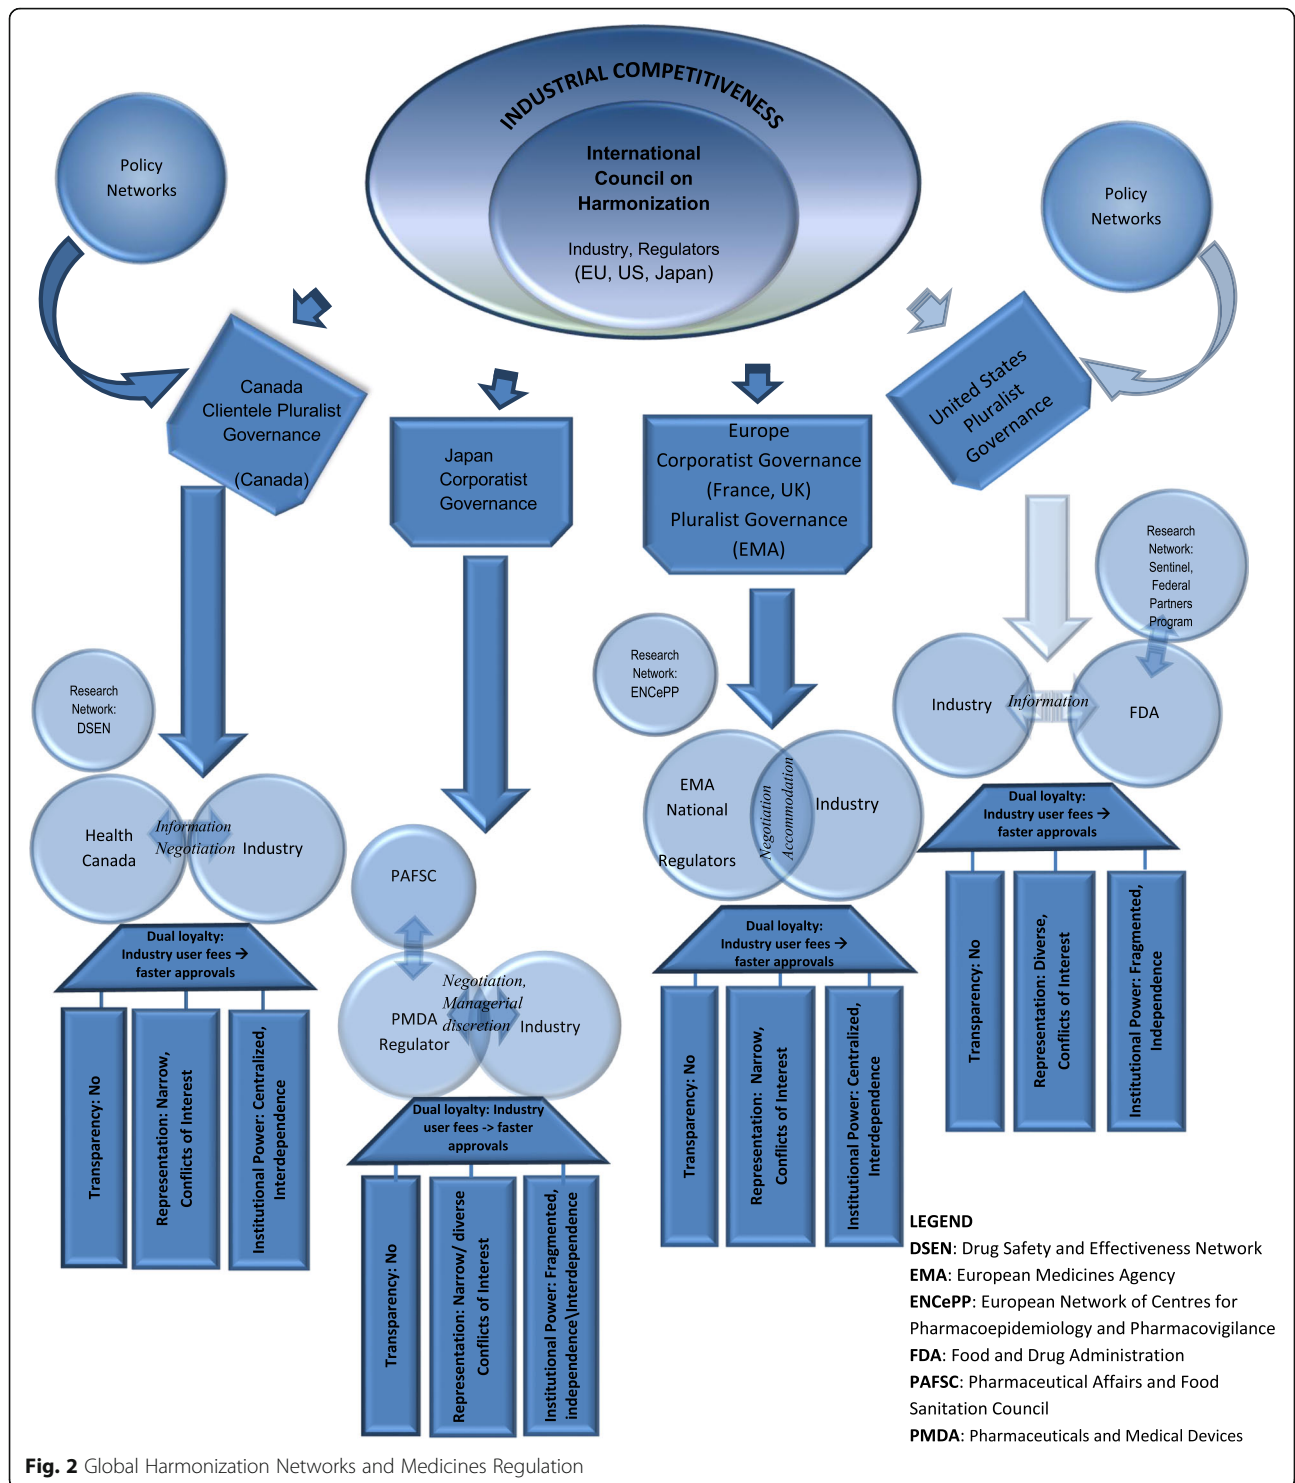 INDUSTRIAL COMPETITIVENESS
International
Council on
Harmonization
Industry, Regulators
(EU, US, Japan)
Policy
Networks
Policy
Networks
Canada
Clientele Pluralist
Governance
(Canada)
Japan
Corporatist
Governance
Europe
Corporatist Governance
(France, UK)
Pluralist Governance
(EMA)
United States
Pluralist
Governance
Research
Network:
DSEN
Health
Canada
Information
Negotiation
Industry
Dual loyalty:
Industry user fees →
faster approvals
Transparency: No
Representation: Narrow,
Conflicts of Interest
Institutional Power: Centralized,
Interdependence
PAFSC
PMDA
Regulator
Negotiation,
Managerial
discretion
Industry
Dual loyalty: Industry
user fees -> faster
approvals
Transparency: No
Representation: Narrow/ diverse
Conflicts of Interest
Institutional Power: Fragmented,
independence\Interdependence
Research
Network:
ENCePP
EMA
National
Regulators
Negotiation
Accommodation
Industry
Dual loyalty:
Industry user fees →
faster approvals
Transparency: No
Representation: Narrow,
Conflicts of Interest
Institutional Power: Centralized,
Interdependence
Research
Network:
Sentinel,
Federal
Partners
Program
Industry
Information
FDA
Dual loyalty:
Industry user fees →
faster approvals
Transparency: No
Representation: Diverse,
Conflicts of Interest
Institutional Power: Fragmented,
Independence
LEGEND
DSEN: Drug Safety and Effectiveness Network
EMA: European Medicines Agency
ENCePP: European Network of Centres for
Pharmacoepidemiology and Pharmacovigilance
FDA: Food and Drug Administration
PAFSC: Pharmaceutical Affairs and Food
Sanitation Council
PMDA: Pharmaceuticals and Medical Devices
Fig. 2 Global Harmonization Networks and Medicines Regulation